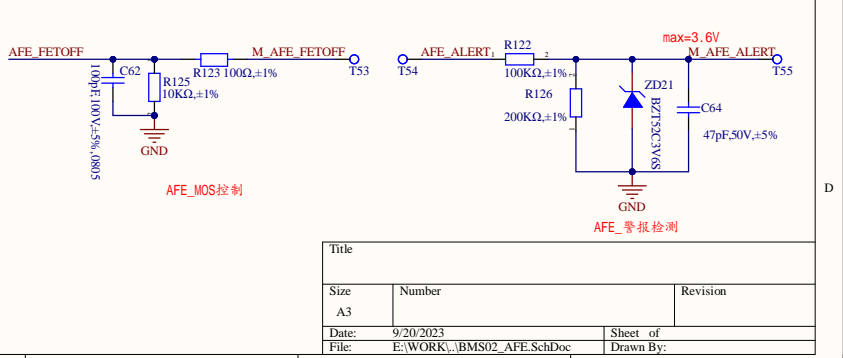 max=3.6V
AFE_FETOFF
M_AFE_FETOFF
AFE_ALERT
1
R122
2
M_AFE_ALERT
T53
T54
T55
C62
R123 100Ω,±1%
100KΩ,±1%
100pF,100V,±5%,0805
R125
10KΩ,±1%
2
R126
200KΩ,±1%
1
ZD21
BZT52C3V6S
C64
47pF,50V,±5%
GND
GND
AFE_MOS控制
AFE_警报检测
D
Title
Size
Number
Revision
A3
Date:
9/20/2023
Sheet of
File:
E:\WORK\..\BMS02_AFE.SchDoc
Drawn By: